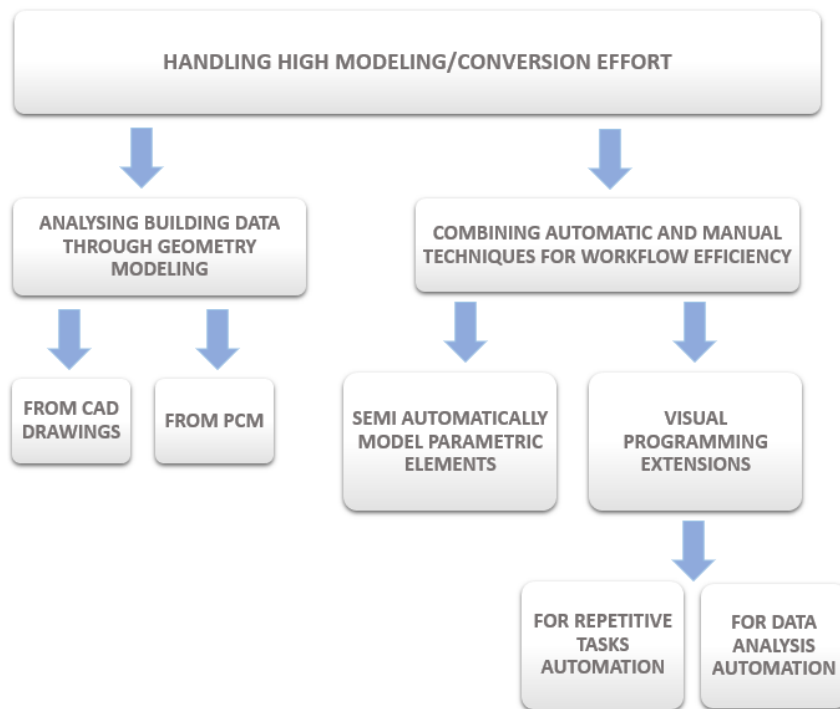 HANDLING HIGH MODELING/CONVERSION EFFORT
ANALYSING BUILDING DATA
THROUGH GEOMETRY
MODELING
COMBINING AUTOMATIC AND MANUAL
TECHNIQUES FOR WORKFLOW EFFICIENCY
FROM CAD
DRAWINGS
FROM PCM
SEMI AUTOMATICALLY
MODEL PARAMETRIC
ELEMENTS
VISUAL
PROGRAMMING
EXTENSIONS
FOR REPETITIVE
TASKS
AUTOMATION
FOR DATA
ANALYSIS
AUTOMATION